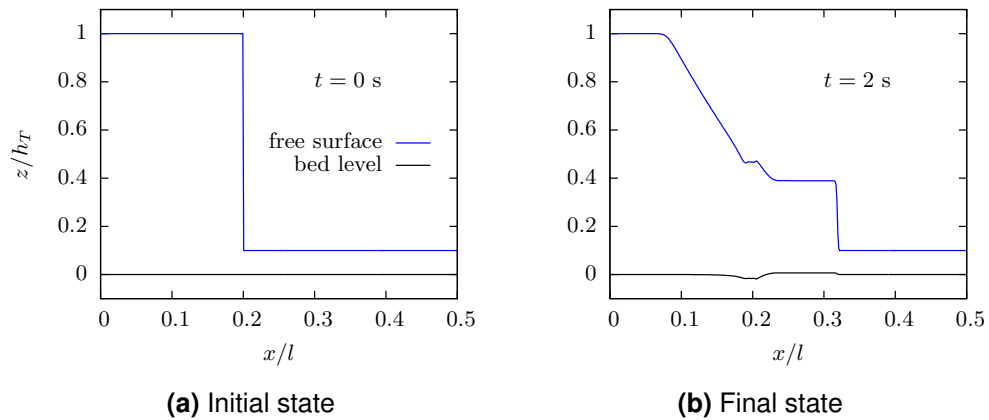 1
0.8
0.6
0.4
0.2
0
z/h_T
0 0.1 0.2 0.3 0.4 0.5
x/l
t = 0 s
free surface
bed level
(a) Initial state
1
0.8
0.6
0.4
0.2
0
0 0.1 0.2 0.3 0.4 0.5
x/l
t = 2 s
(b) Final state